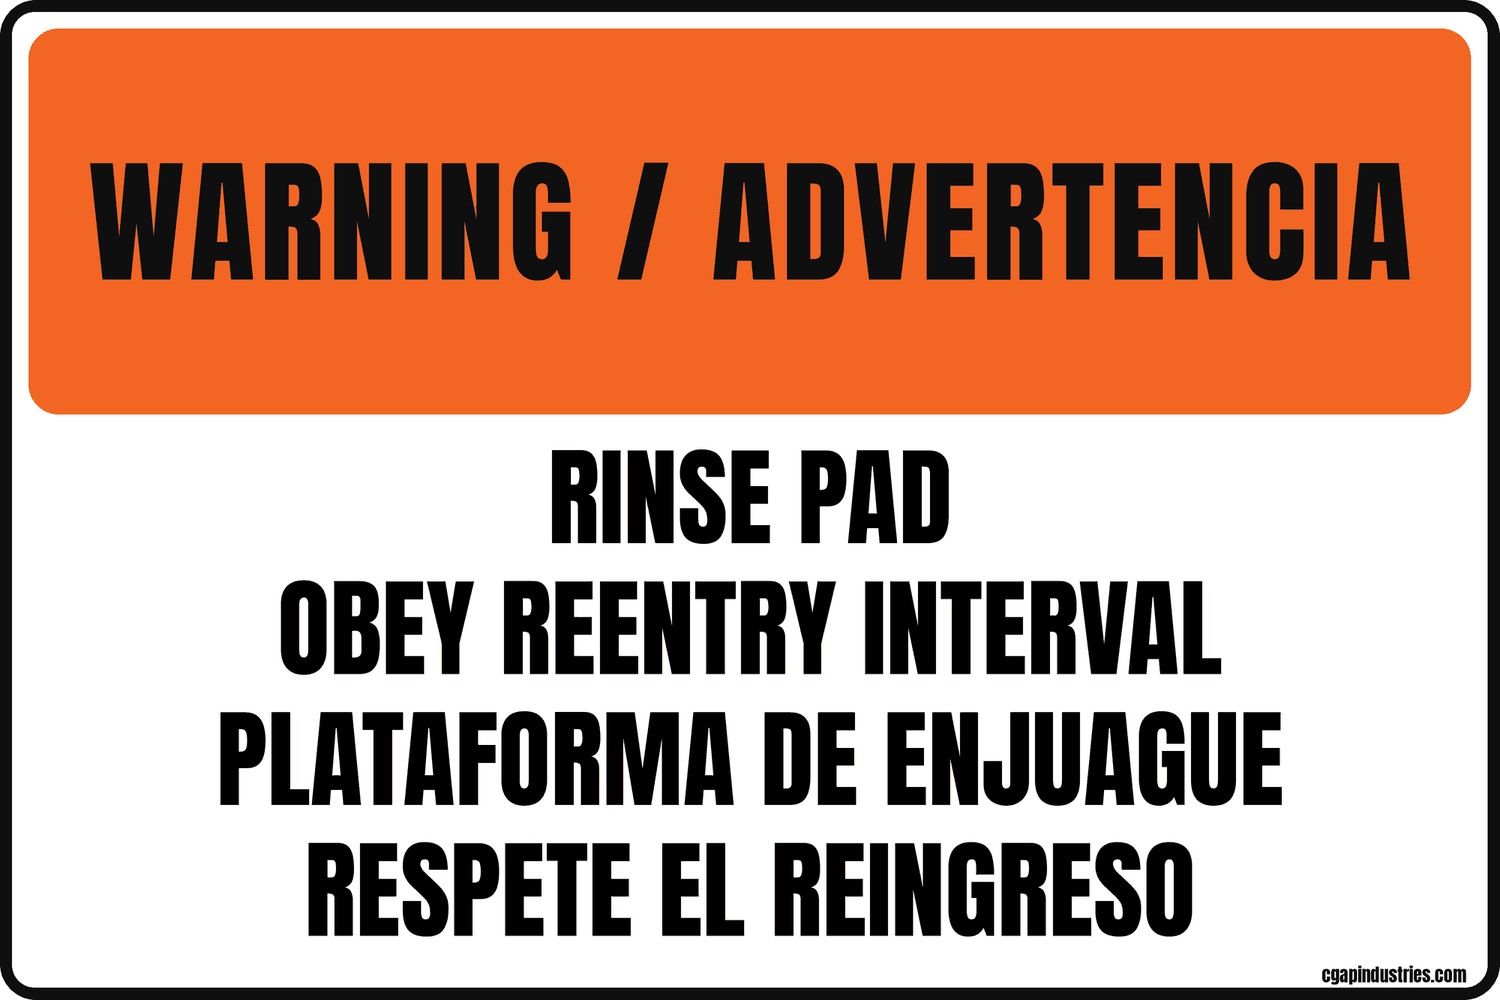 WARNING / ADVERTENCIA
RINSE PAD
OBEY REENTRY INTERVAL
PLATAFORMA DE ENJUAGUE
RESPETE EL REINGRESO
cgapindustries.com